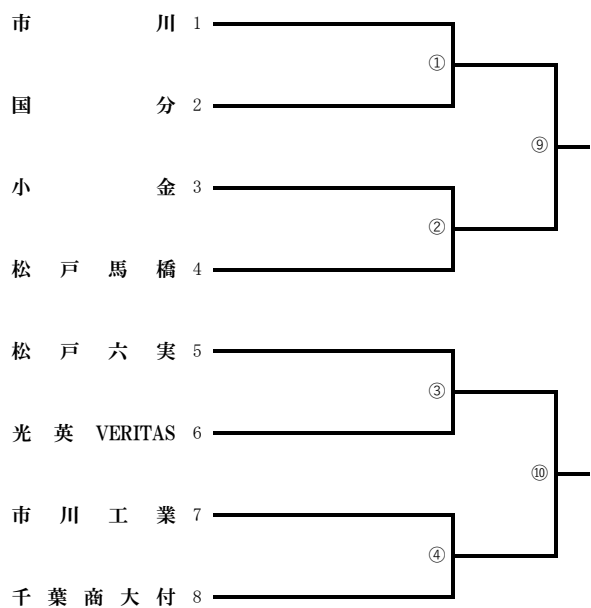 市川 1
①
国分 2
⑨
小金 3
②
松戸馬橋 4
松戸六実 5
③
光英 VERITAS 6
⑩
市川工業 7
④
千葉商大付 8